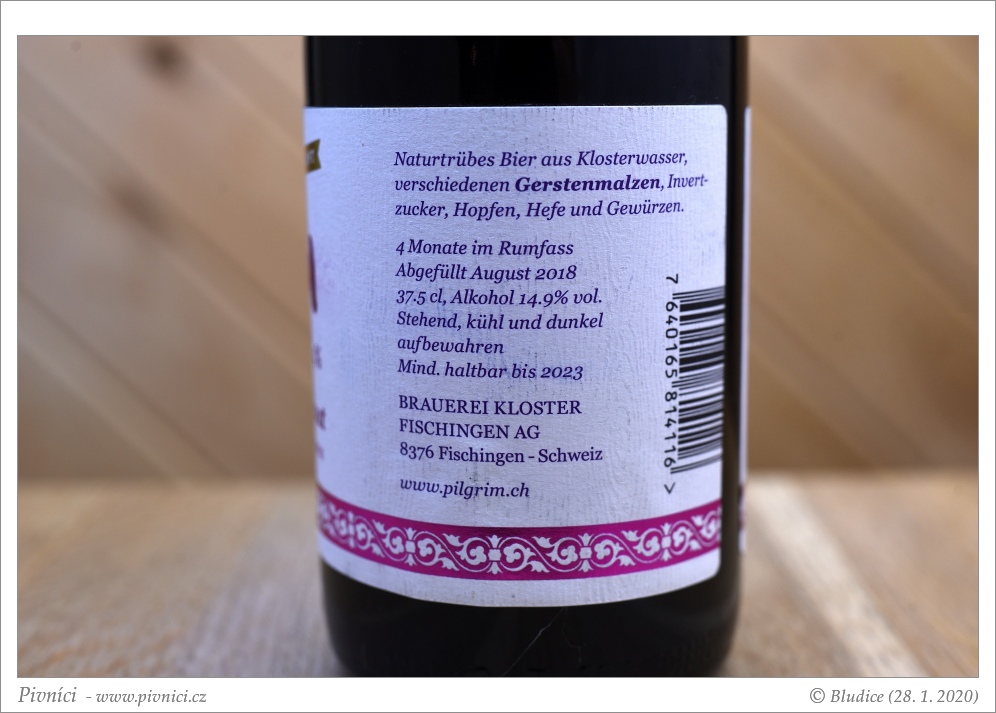 Naturtrübes Bier aus Klosterwasser,
verschiedenen Gerstenmalzen, Invert-
zucker, Hopfen, Hefe und Gewürzen.
4 Monate im Rumfass
Abgefüllt August 2018
37.5 cl, Alkohol 14.9% vol.
Stehend, kühl und dunkel
aufbewahren
Mind. haltbar bis 2023
BRAUEREI KLOSTER
FISCHINGEN AG
8376 Fischingen - Schweiz
www.pilgrim.ch
7 640165 814116 >
Pivníci - www.pivnici.cz
© Bludice (28. 1. 2020)